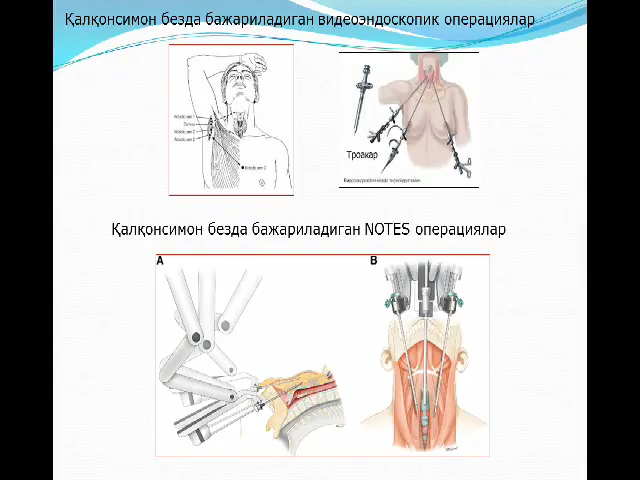 Қалқонсимон безда бажариладиган видеоэндоскопик операциялар
Троакар
Қалқонсимон безда бажариладиган NOTES операциялар
A
B